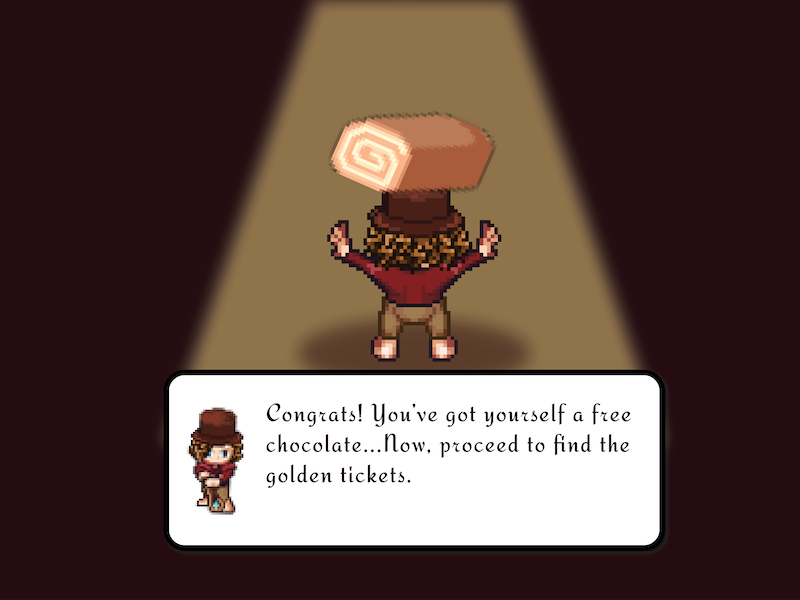 Congrats! You've got yourself a free
chocolate...Now, proceed to find the
golden tickets.